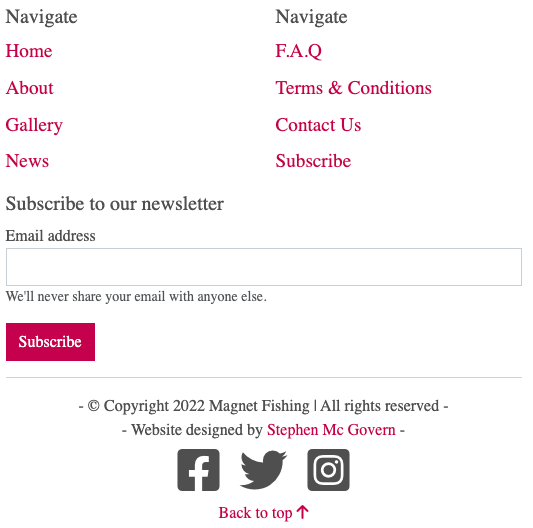 Navigate
Home
About
Gallery
News
Navigate
F.A.Q
Terms & Conditions
Contact Us
Subscribe
Subscribe to our newsletter
Email address
We'll never share your email with anyone else.
Subscribe
- © Copyright 2022 Magnet Fishing | All rights reserved -
- Website designed by Stephen Mc Govern -
Back to top